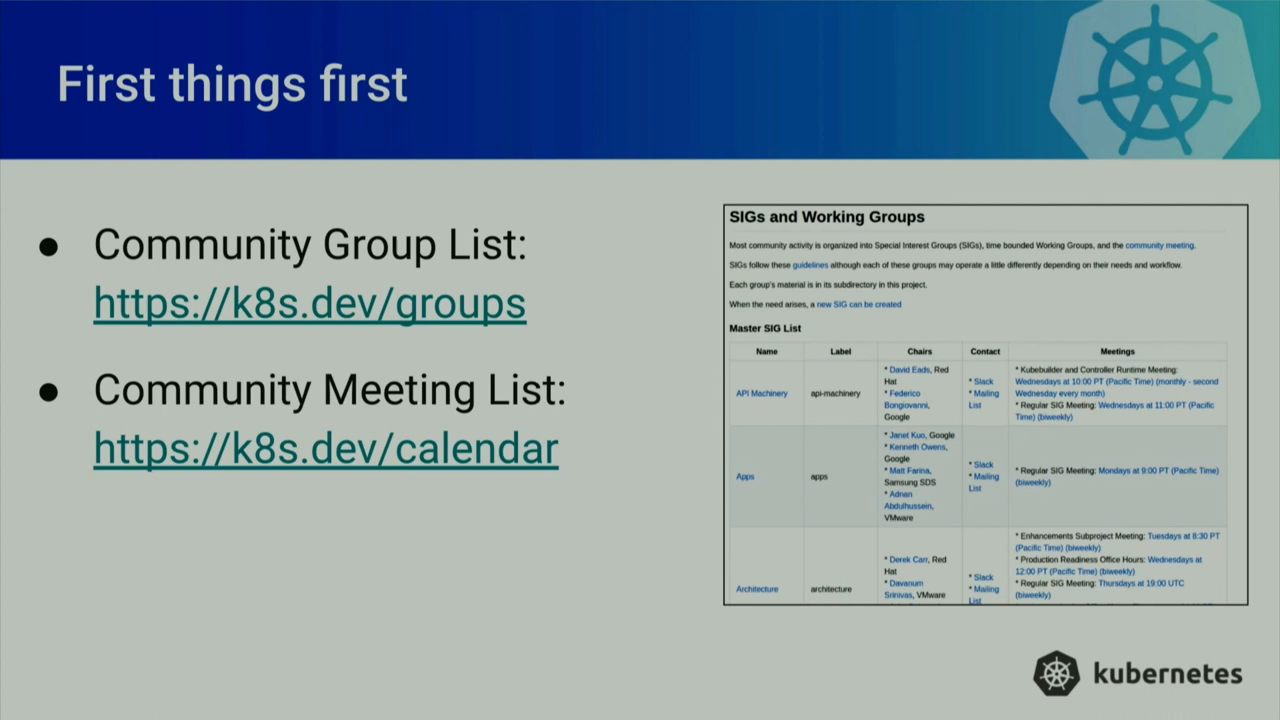 First things first
● Community Group List:
https://k8s.dev/groups
● Community Meeting List:
https://k8s.dev/calendar
SIGs and Working Groups
Most community activity is organized into Special Interest Groups (SIGs), time bounded Working Groups, and the community meeting.
SIGs follow these guidelines although each of these groups may operate a little differently depending on their needs and workflow.
Each group's material is in its subdirectory in this project.
When the need arises, a new SIG can be created
Master SIG List
Name Label Chairs Contact Meetings
API Machinery
api-machinery
* David Eads, Red
Hat
* Federico
Bongiovanni,
Google
* Slack
* Mailing
List
* Kubebuilder and Controller Runtime Meeting:
Wednesdays at 10:00 PT (Pacific Time) (monthly - second
Wednesday every month)
* Regular SIG Meeting: Wednesdays at 11:00 PT (Pacific
Time) (biweekly)
Apps
apps
* Janet Kuo, Google
* Kenneth Owens,
Google
* Matt Farina,
Samsung SDS
* Adnan
Abdulhussein,
VMware
* Slack
* Mailing
List
* Regular SIG Meeting: Mondays at 9:00 PT (Pacific Time)
(biweekly)
Architecture
architecture
* Derek Carr, Red
Hat
* Davanum
Srinivas, VMware
* Slack
* Mailing
List
* Enhancements Subproject Meeting: Tuesdays at 8:30 PT
(Pacific Time) (biweekly)
* Production Readiness Office Hours: Wednesdays at
12:00 PT (Pacific Time) (biweekly)
* Regular SIG Meeting: Thursdays at 19:00 UTC
(biweekly)
kubernetes